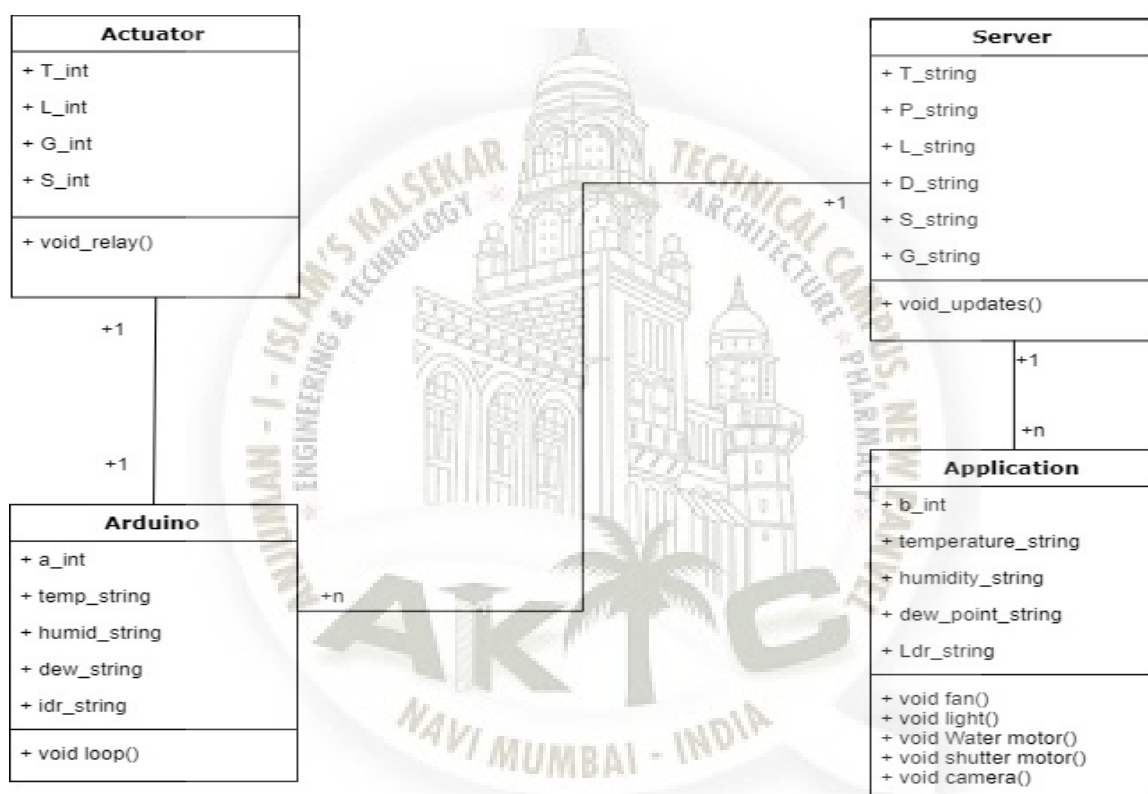 Actuator
+ T_int
+ L_int
+ G_int
+ S_int
+ void_relay()
+1
+1
Arduino
+ a_int
+ temp_string
+ humid_string
+ dew_string
+ idr_string
+ void loop()
+n
+1
Server
+ T_string
+ P_string
+ L_string
+ D_string
+ S_string
+ G_string
+ void_updates()
+1
+n
Application
+ b_int
+ temperature_string
+ humidity_string
+ dew_point_string
+ Ldr_string
+ void fan()
+ void light()
+ void Water motor()
+ void shutter motor()
+ void camera()
ANJUMAN - I - ISLAM'S KALSEKAR TECHNICAL CAMPUS, NEW PANVEL
ENGINEERING & TECHNOLOGY * ARCHITECTURE * PHARMACY *
AKTC
NAVI MUMBAI - INDIA